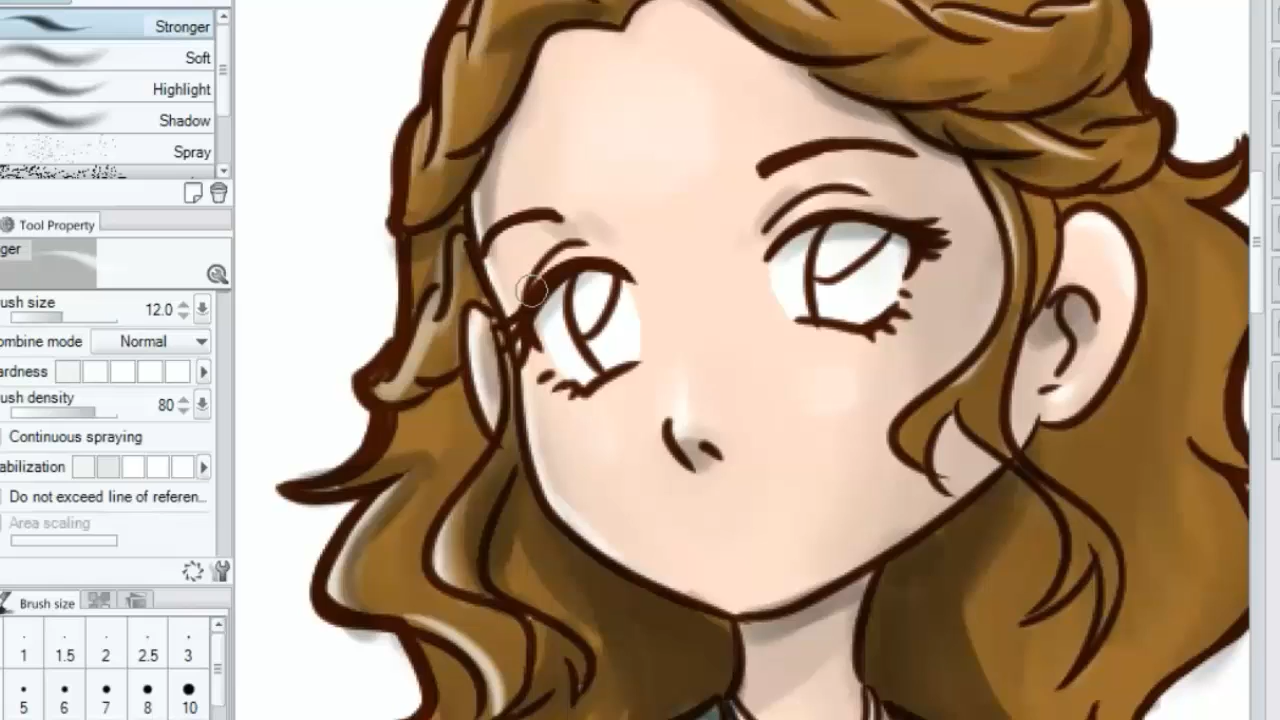 Stronger
Soft
Highlight
Shadow
Spray
Tool Property
ger
ush size 12.0
ombine mode Normal
ardness
ush density 80
Continuous spraying
abilization
Do not exceed line of referen...
Area scaling
Brush size
1 1.5 2 2.5 3
5 6 7 8 10